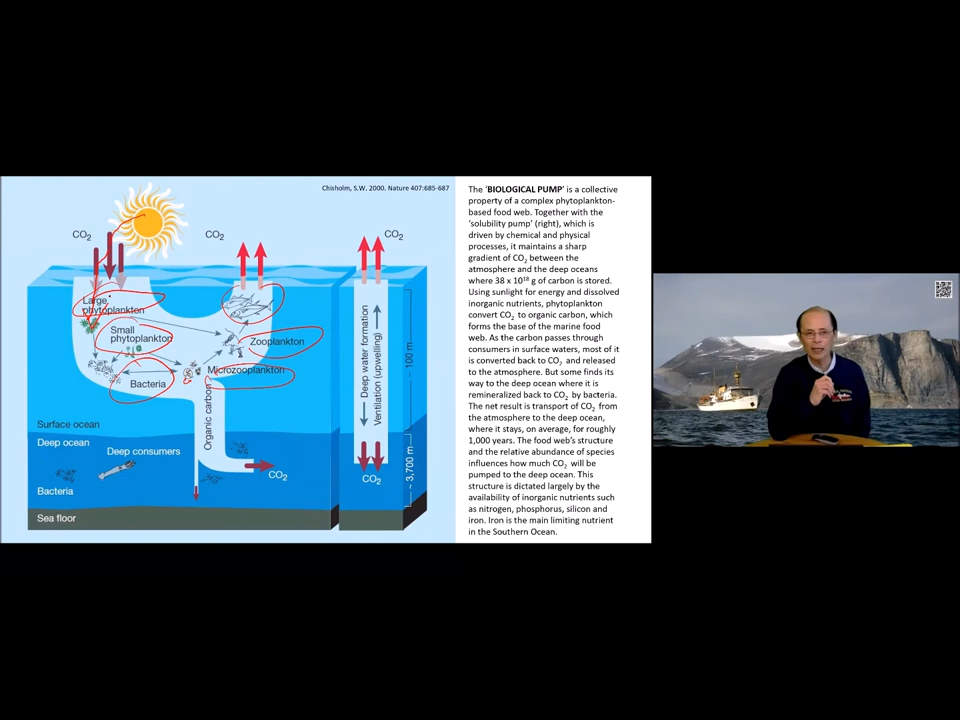 Chisholm, S.W. 2000. Nature 407:685-687
CO2
CO2
CO2
Large
phytoplankton
Small
phytoplankton
Zooplankton
Microzooplankton
Bacteria
Organic carbon
Deep water formation
Ventilation (upwelling)
~ 100 m
~ 3,700 m
Surface ocean
Deep ocean
Deep consumers
Bacteria
CO2
CO2
Sea floor
The ‘BIOLOGICAL PUMP’ is a collective
property of a complex phytoplankton-
based food web. Together with the
‘solubility pump’ (right), which is
driven by chemical and physical
processes, it maintains a sharp
gradient of CO2 between the
atmosphere and the deep oceans
where 38 x 10¹⁸ g of carbon is stored.
Using sunlight for energy and dissolved
inorganic nutrients, phytoplankton
convert CO2 to organic carbon, which
forms the base of the marine food
web. As the carbon passes through
consumers in surface waters, most of it
is converted back to CO2 and released
to the atmosphere. But some finds its
way to the deep ocean where it is
remineralized back to CO2 by bacteria.
The net result is transport of CO2 from
the atmosphere to the deep ocean,
where it stays, on average, for roughly
1,000 years. The food web’s structure
and the relative abundance of species
influences how much CO2 will be
pumped to the deep ocean. This
structure is dictated largely by the
availability of inorganic nutrients such
as nitrogen, phosphorus, silicon and
iron. Iron is the main limiting nutrient
in the Southern Ocean.